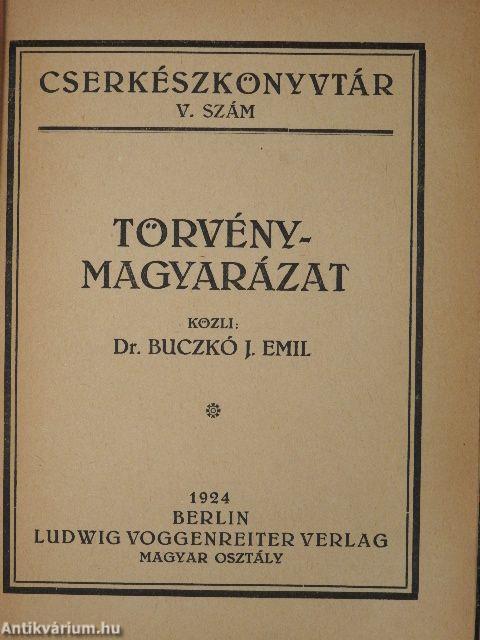 CSERKÉSZKÖNYVTÁR
V. SZÁM
TÖRVÉNY-
MAGYARÁZAT
KÖZLI:
Dr. BUCZKÓ J. EMIL
1924
BERLIN
LUDWIG VOGGENREITER VERLAG
MAGYAR OSZTÁLY
Antikvárium.hu